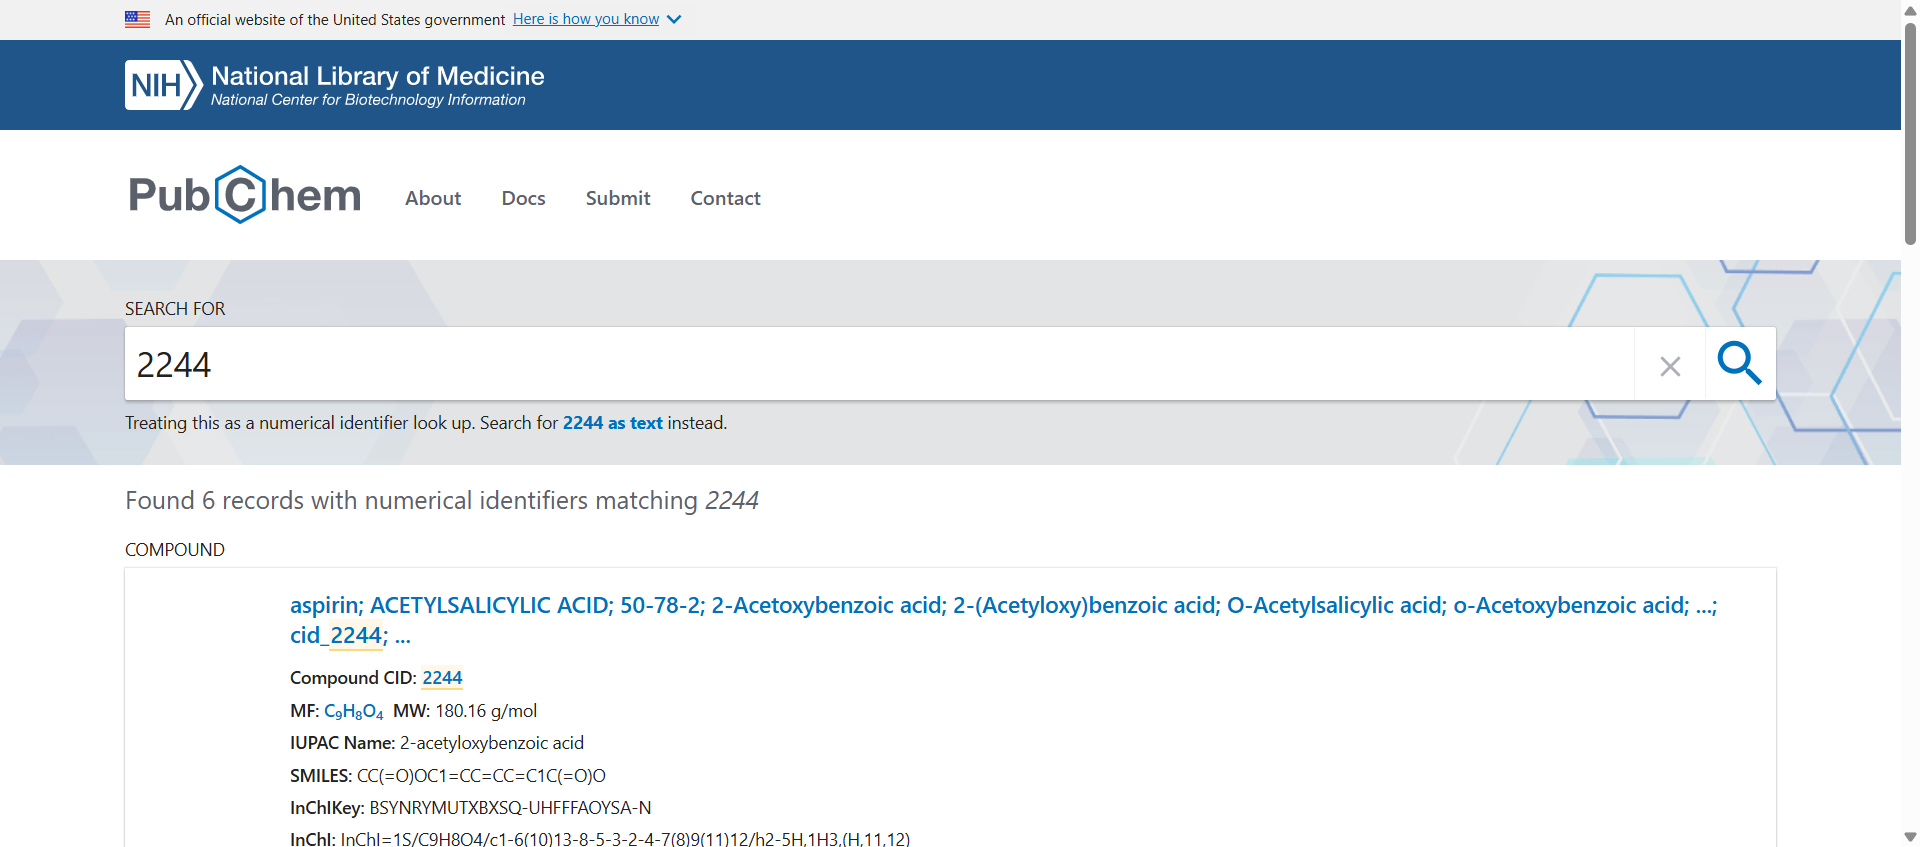 An official website of the United States government Here is how you know
NIH National Library of Medicine
National Center for Biotechnology Information
PubChem About Docs Submit Contact
SEARCH FOR
2244
Treating this as a numerical identifier look up. Search for 2244 as text instead.
Found 6 records with numerical identifiers matching 2244
COMPOUND
aspirin; ACETYLSALICYLIC ACID; 50-78-2; 2-Acetoxybenzoic acid; 2-(Acetyloxy)benzoic acid; O-Acetylsalicylic acid; o-Acetoxybenzoic acid; ...;
cid_2244; ...
Compound CID: 2244
MF: C₉H₈O₄ MW: 180.16 g/mol
IUPAC Name: 2-acetyloxybenzoic acid
SMILES: CC(=O)OC1=CC=CC=C1C(=O)O
InChIKey: BSYNRYMUTXBXSQ-UHFFFAOYSA-N
InChI: InChI=1S/C9H8O4/c1-6(10)13-8-5-3-2-4-7(8)9(11)12/h2-5H,1H3,(H,11,12)